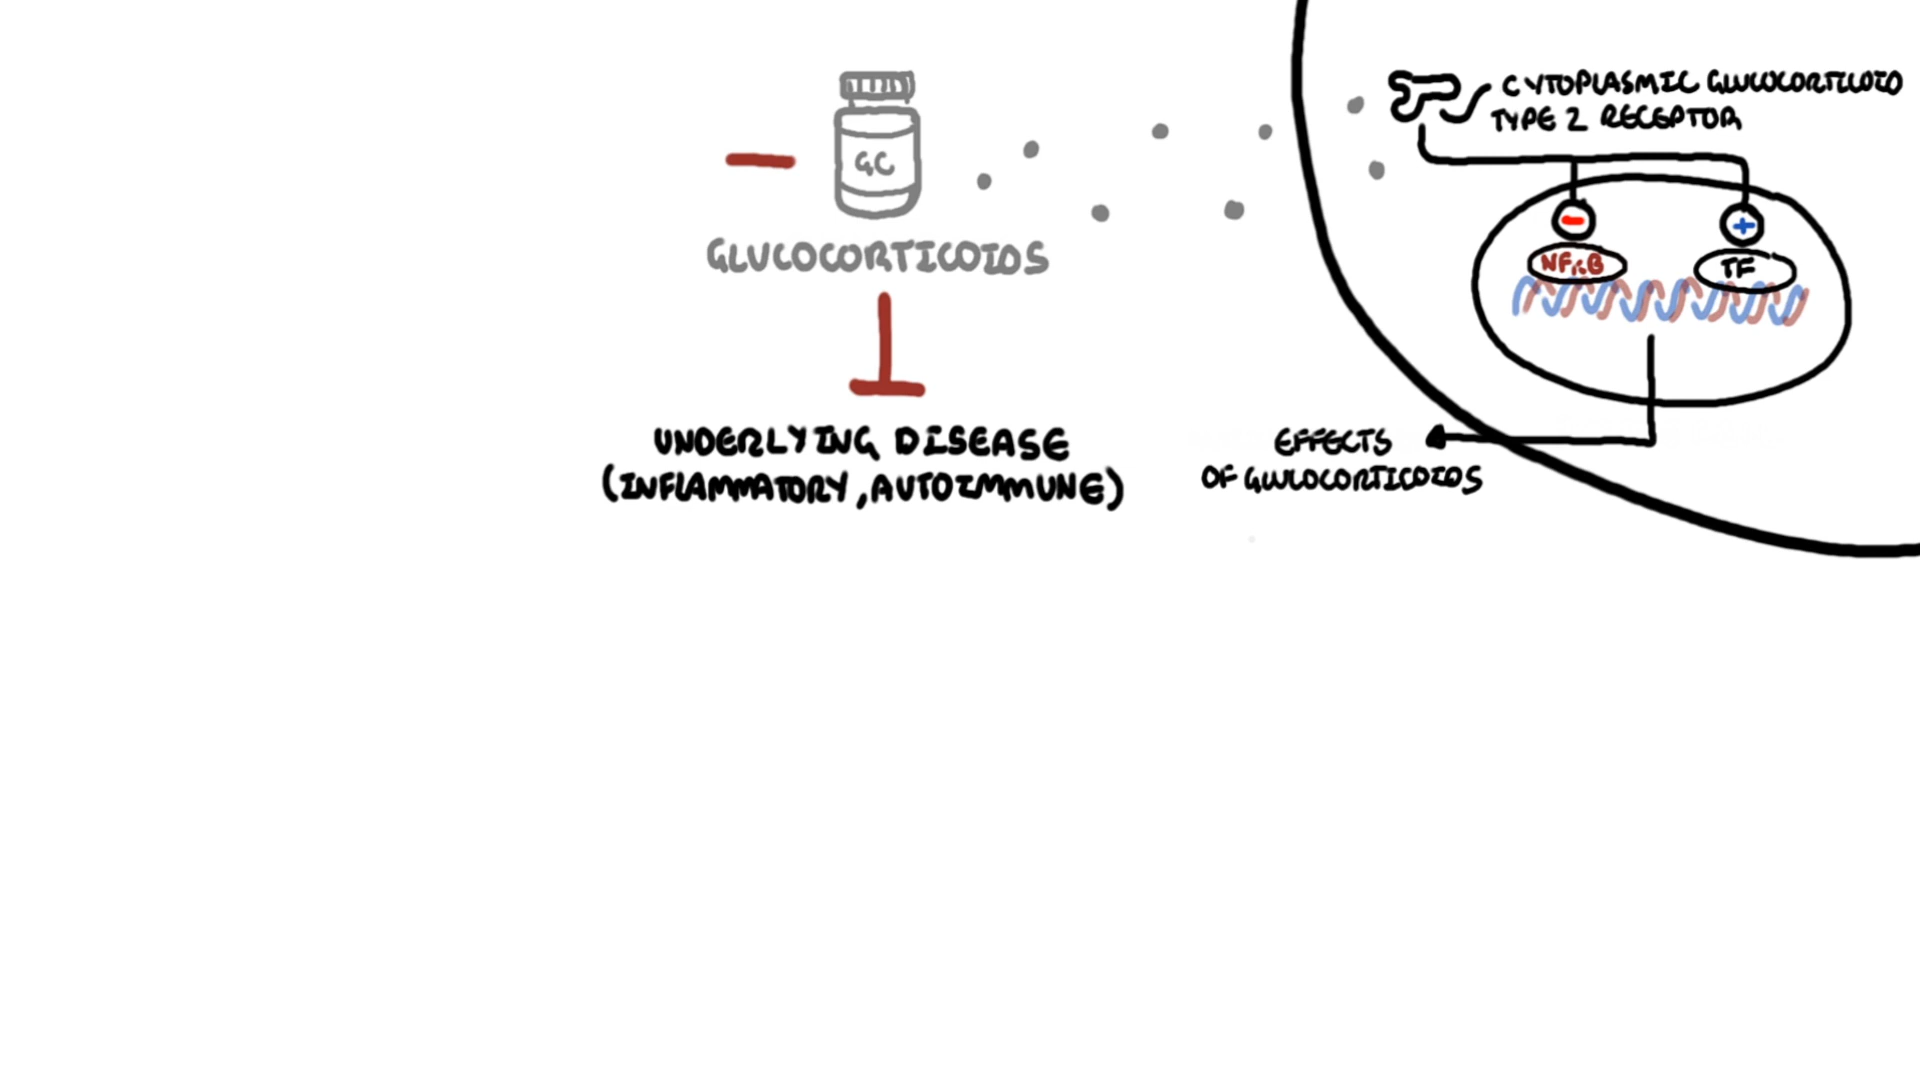 CYTOPLASMIC GLUCOCORTICOID
TYPE 2 RECEPTOR
GC
GLUCOCORTICOIDS
- +
NFκB TF
UNDERLYING DISEASE
(INFLAMMATORY, AUTOIMMUNE)
EFFECTS
OF GLUCOCORTICOIDS